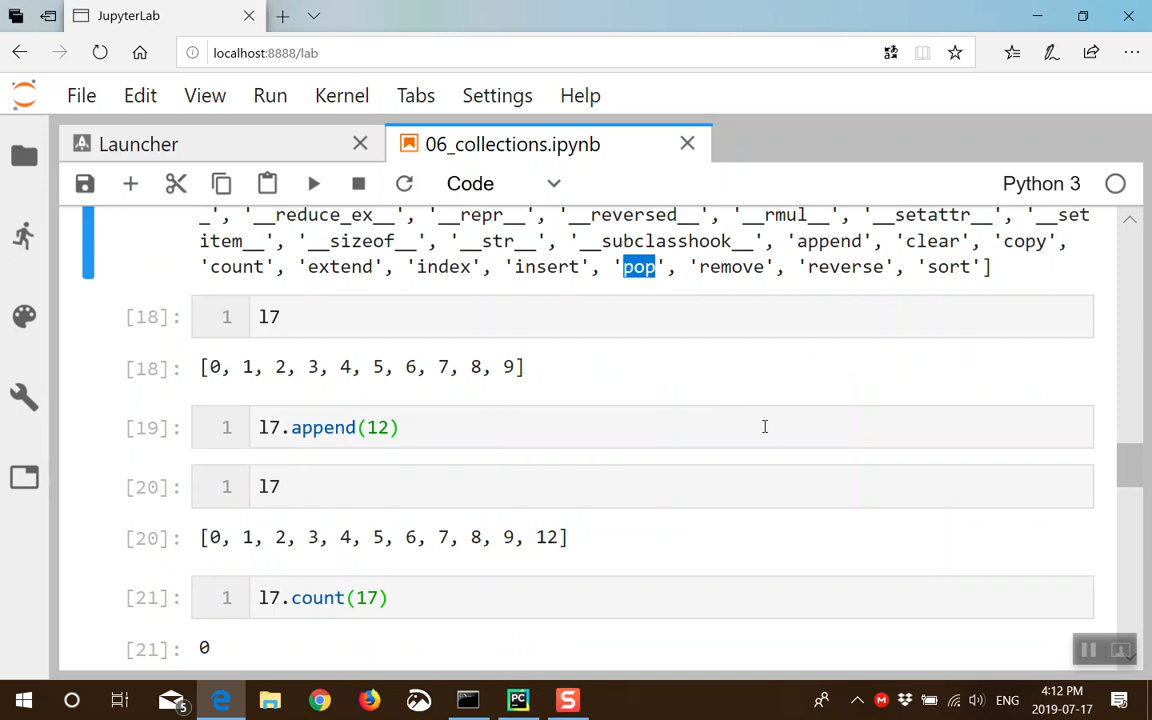 JupyterLab
localhost:8888/lab
File Edit View Run Kernel Tabs Settings Help
Launcher 06_collections.ipynb
Code Python 3
_', '__reduce_ex__', '__repr__', '__reversed__', '__rmul__', '__setattr__', '__set
item__', '__sizeof__', '__str__', '__subclasshook__', 'append', 'clear', 'copy',
'count', 'extend', 'index', 'insert', 'pop', 'remove', 'reverse', 'sort']
[18]: 1 l7
[18]: [0, 1, 2, 3, 4, 5, 6, 7, 8, 9]
[19]: 1 l7.append(12)
[20]: 1 l7
[20]: [0, 1, 2, 3, 4, 5, 6, 7, 8, 9, 12]
[21]: 1 l7.count(17)
[21]: 0
5 PC S M ENG 4:12 PM
2019-07-17